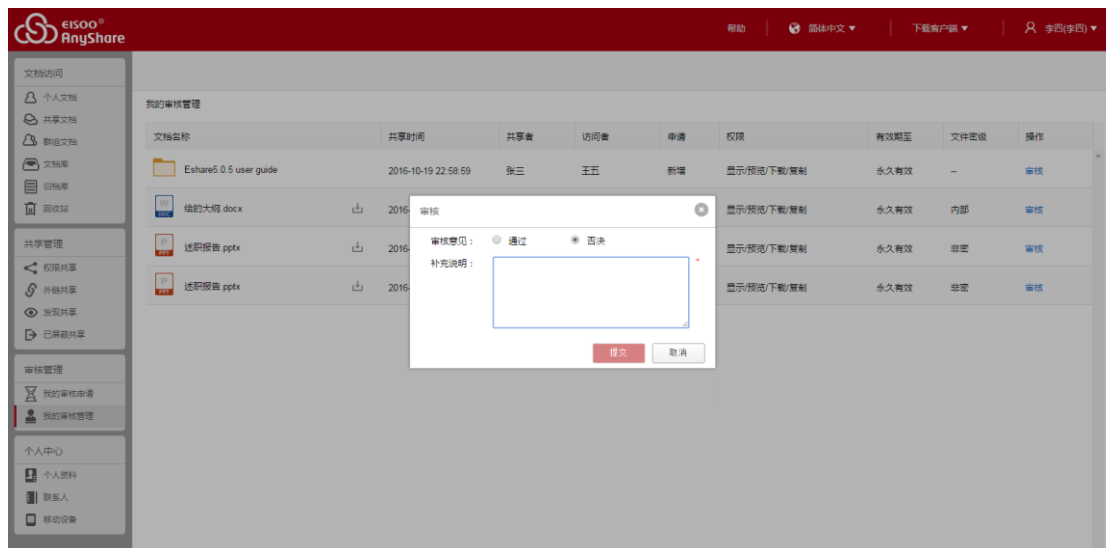 EISOO®
AnyShare
帮助 简体中文 ▼ 下载客户端 ▼ 李四(李四) ▼
文档访问
个人文档
共享文档
群组文档
文档库
归档库
回收站
共享管理
权限共享
外链共享
发现共享
已屏蔽共享
审核管理
我的审核申请
我的审核管理
个人中心
个人资料
联系人
移动设备
我的审核管理
文档名称 共享时间 共享者 访问者 申请 权限 有效期至 文件密级 操作
Eshare5.0.5 user guide 2016-10-19 22:58:59 张三 王五 新增 显示/预览/下载/复制 永久有效 -- 审核
W DOC 给的大纲.docx 2016- 显示/预览/下载/复制 永久有效 内部 审核
P PPT 述职报告.pptx 2016- 显示/预览/下载/复制 永久有效 非密 审核
P PPT 述职报告.pptx 2016- 显示/预览/下载/复制 永久有效 非密 审核
审核
审核意见： 通过 否决
补充说明： *
提交 取消